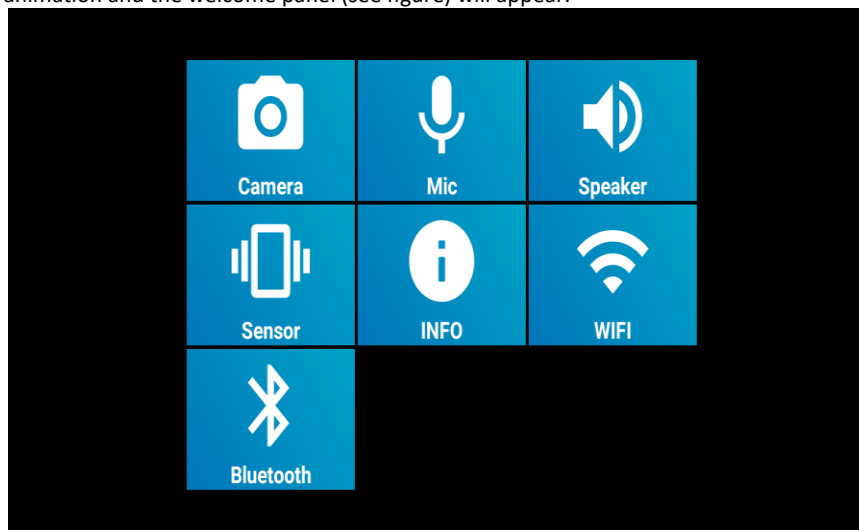 animation and the welcome panel (see figure) will appear.
Camera Mic Speaker
Sensor INFO WIFI
Bluetooth